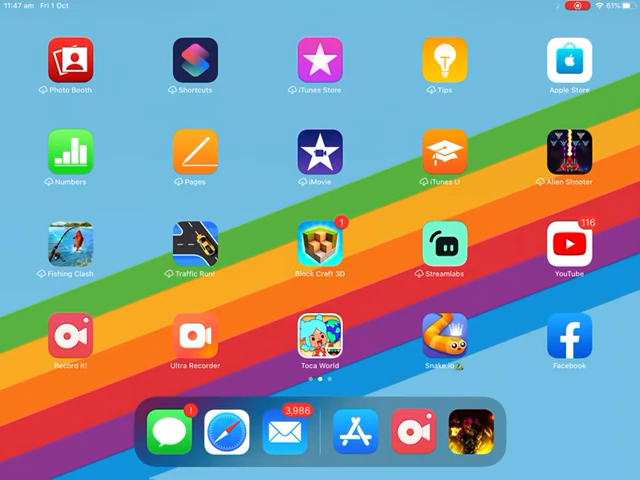 11:47 am Fri 1 Oct 61%
Photo Booth Shortcuts iTunes Store Tips Apple Store
Numbers Pages iMovie iTunes U Alien Shooter
1 116
Fishing Clash Traffic Run! Block Craft 3D Streamlabs YouTube
Record it! Ultra Recorder Toca World Snake.io Facebook
! 3,986